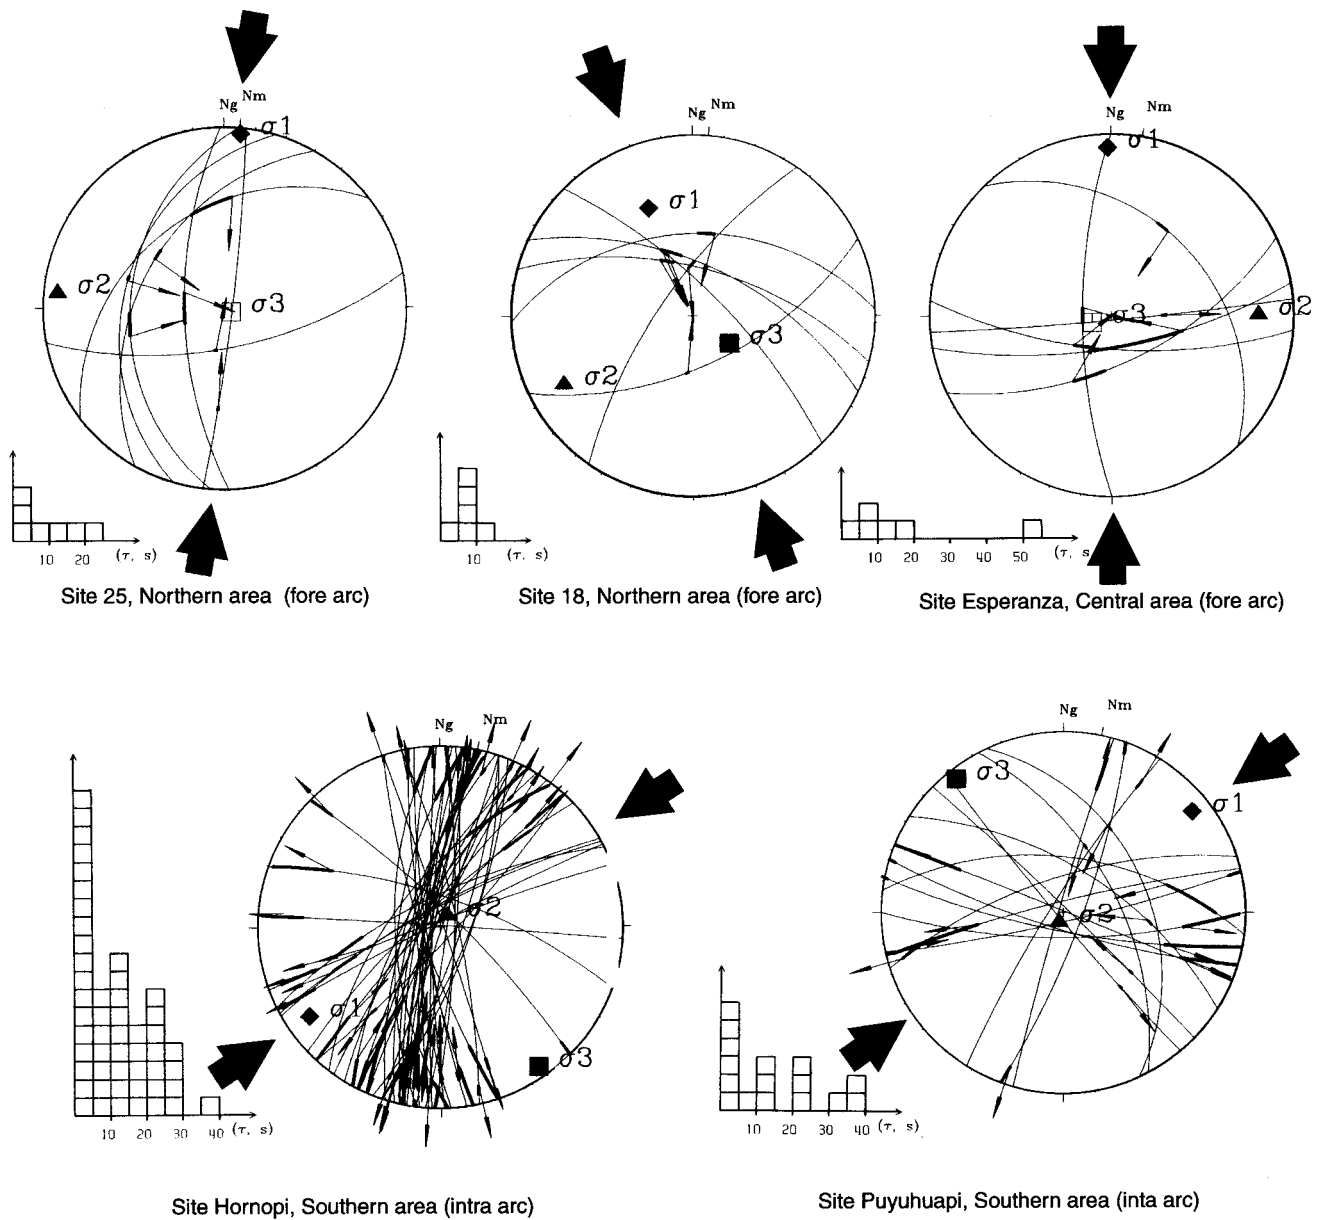 Ng Nm
σ1
σ2
σ3
10 20 (τ, s)
Site 25, Northern area (fore arc)
Ng Nm
σ1
σ3
σ2
10 (τ, s)
Site 18, Northern area (fore arc)
Ng Nm
σ1
σ3
σ2
10 20 30 40 50 (τ, s
Site Esperanza, Central area (fore arc)
Ng Nm
σ2
σ1
σ3
10 20 30 40 (τ, s)
Site Hornopi, Southern area (intra arc)
Ng Nm
σ3
σ1
σ2
10 20 30 40 (τ, s)
Site Puyuhuapi, Southern area (inta arc)